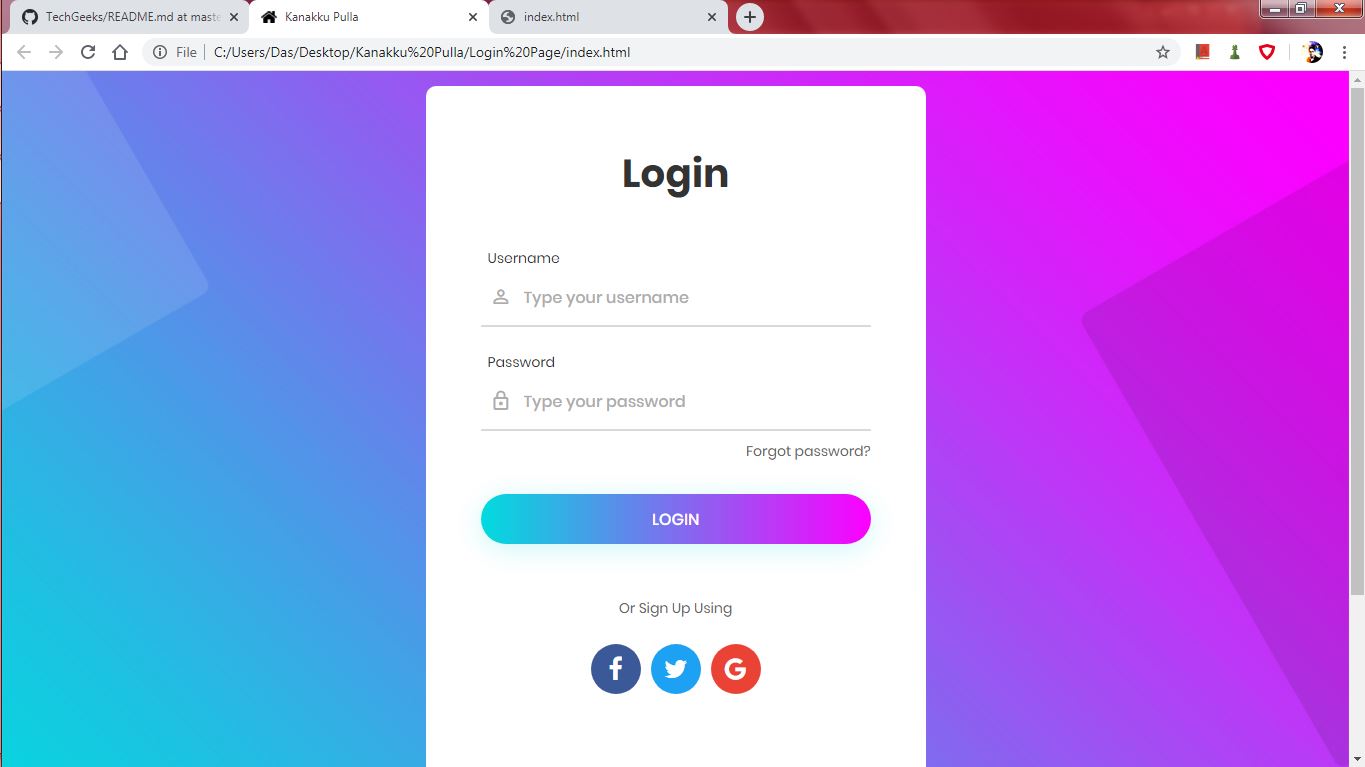 TechGeeks/README.md at maste
Kanakku Pulla
index.html
File
C:/Users/Das/Desktop/Kanakku%20Pulla/Login%20Page/index.html
Login
Username
Type your username
Password
Type your password
Forgot password?
LOGIN
Or Sign Up Using